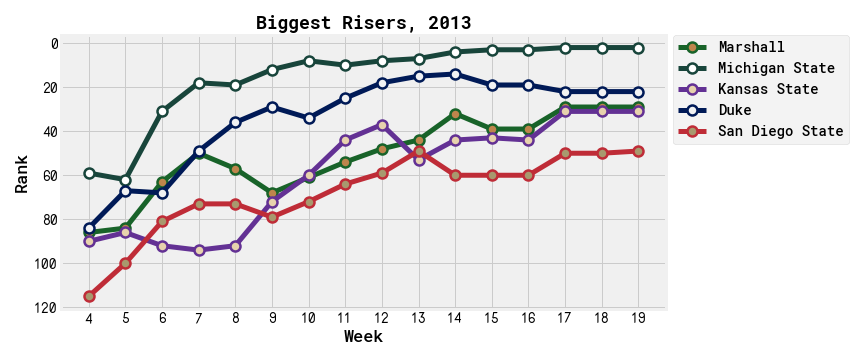 Biggest Risers, 2013
Rank
0
20
40
60
80
100
120
4 5 6 7 8 9 10 11 12 13 14 15 16 17 18 19
Week
Marshall
Michigan State
Kansas State
Duke
San Diego State